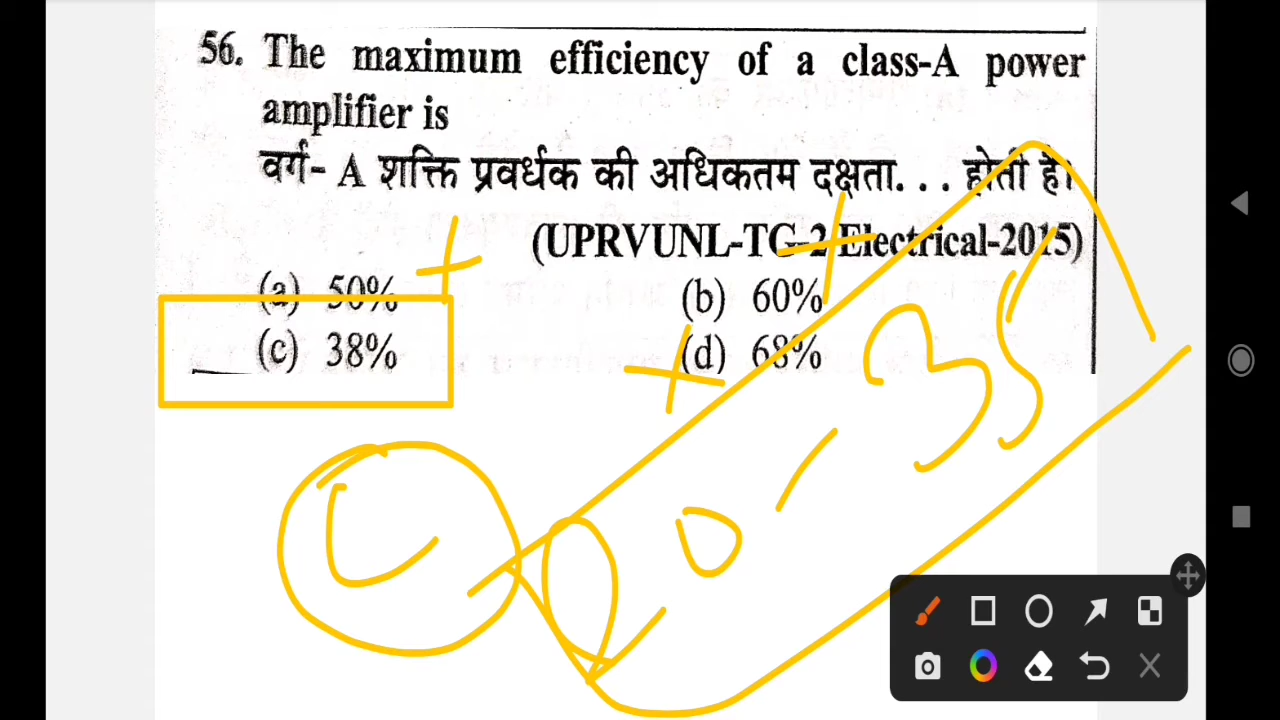 56. The maximum efficiency of a class-A power
amplifier is
वर्ग- A शक्ति प्रवर्धक की अधिकतम दक्षता. . . होती है।
(UPRVUNL-TG-2 Electrical-2015)
(a) 50% (b) 60%
(c) 38% (d) 68%
C
20 - 35